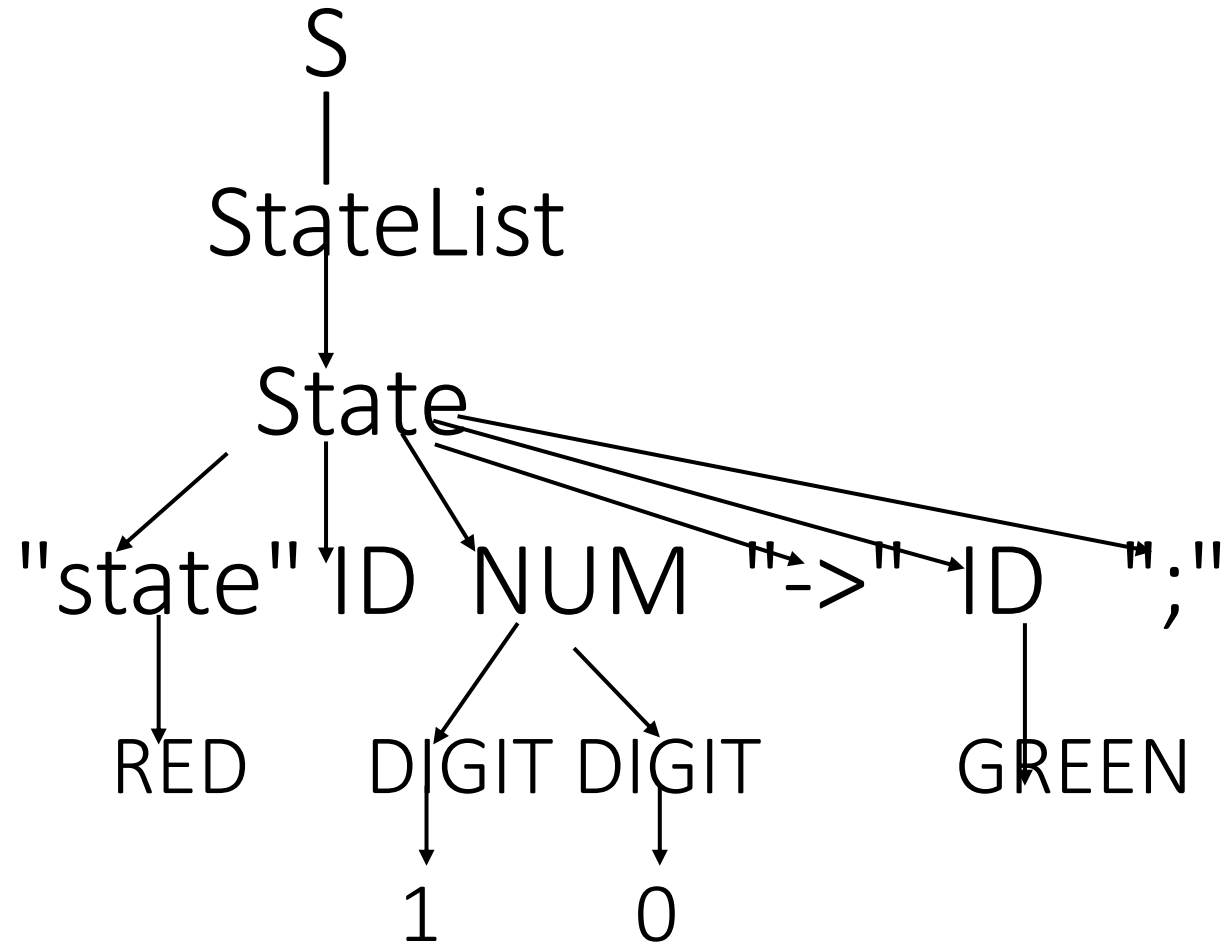 S
StateList
State
"state" ID NUM "->" ID ";"
RED DIGIT DIGIT GREEN
1 0